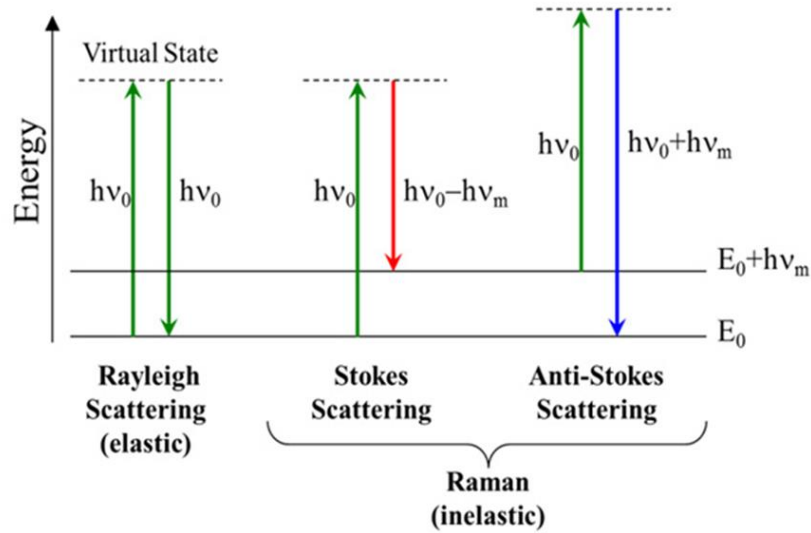 Virtual State
Energy
hν₀
hν₀
hν₀
hν₀–hνₘ
hν₀
hν₀+hνₘ
E₀+hνₘ
E₀
Rayleigh
Scattering
(elastic)
Stokes
Scattering
Anti-Stokes
Scattering
Raman
(inelastic)